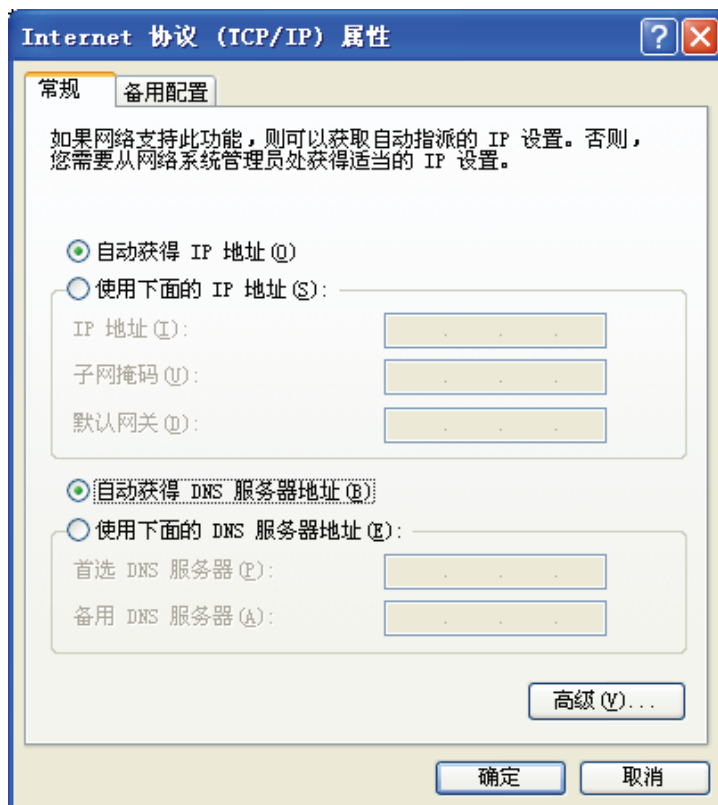 Internet 协议 (TCP/IP) 属性
常规 备用配置
如果网络支持此功能，则可以获取自动指派的 IP 设置。否则，
您需要从网络系统管理员处获得适当的 IP 设置。
自动获得 IP 地址(O)
使用下面的 IP 地址(S):
IP 地址(I):
子网掩码(U):
默认网关(D):
自动获得 DNS 服务器地址(B)
使用下面的 DNS 服务器地址(E):
首选 DNS 服务器(P):
备用 DNS 服务器(A):
高级(V)...
确定 取消